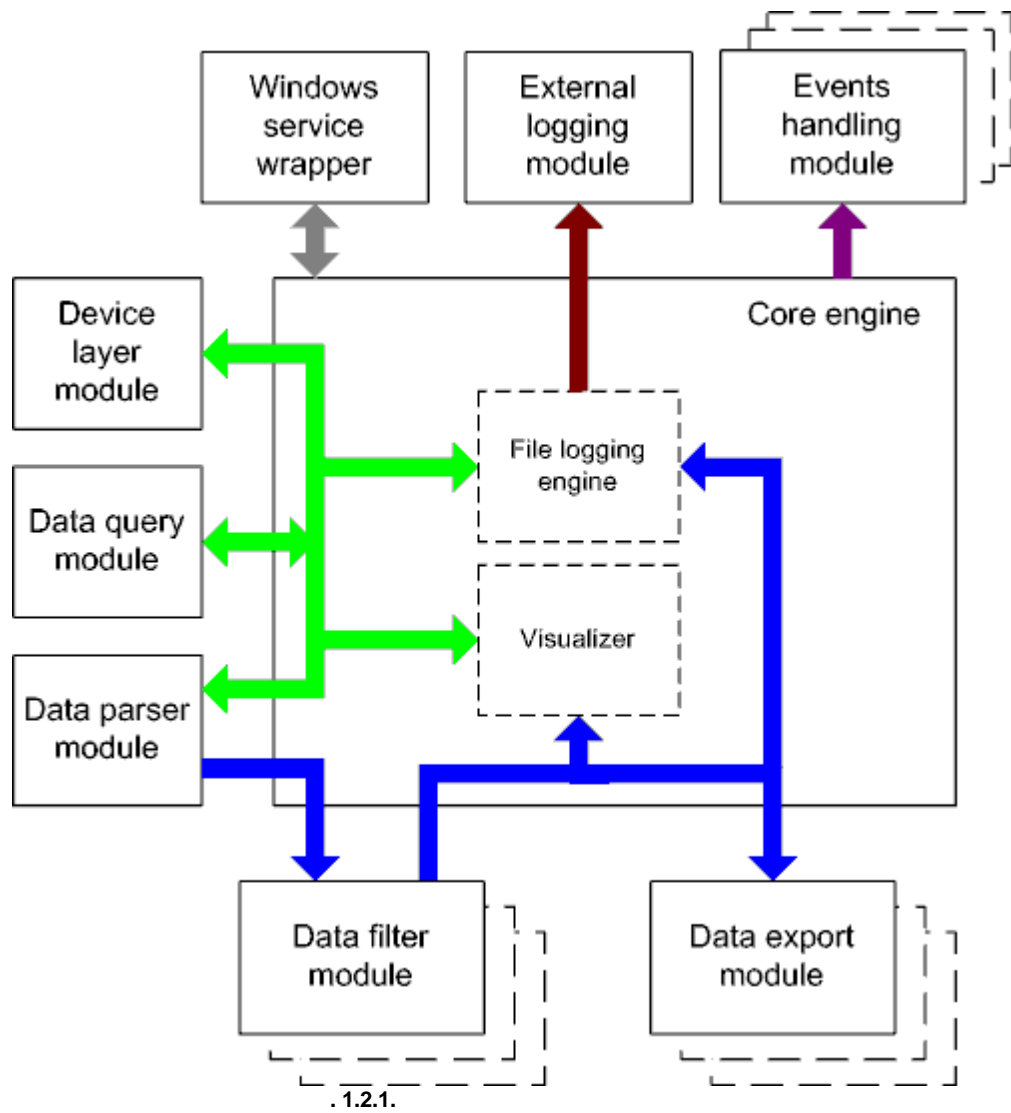 Windows
service
wrapper
External
logging
module
Events
handling
module
Device
layer
module
Core engine
File logging
engine
Data query
module
Visualizer
Data parser
module
Data filter
module
Data export
module
. 1.2.1.